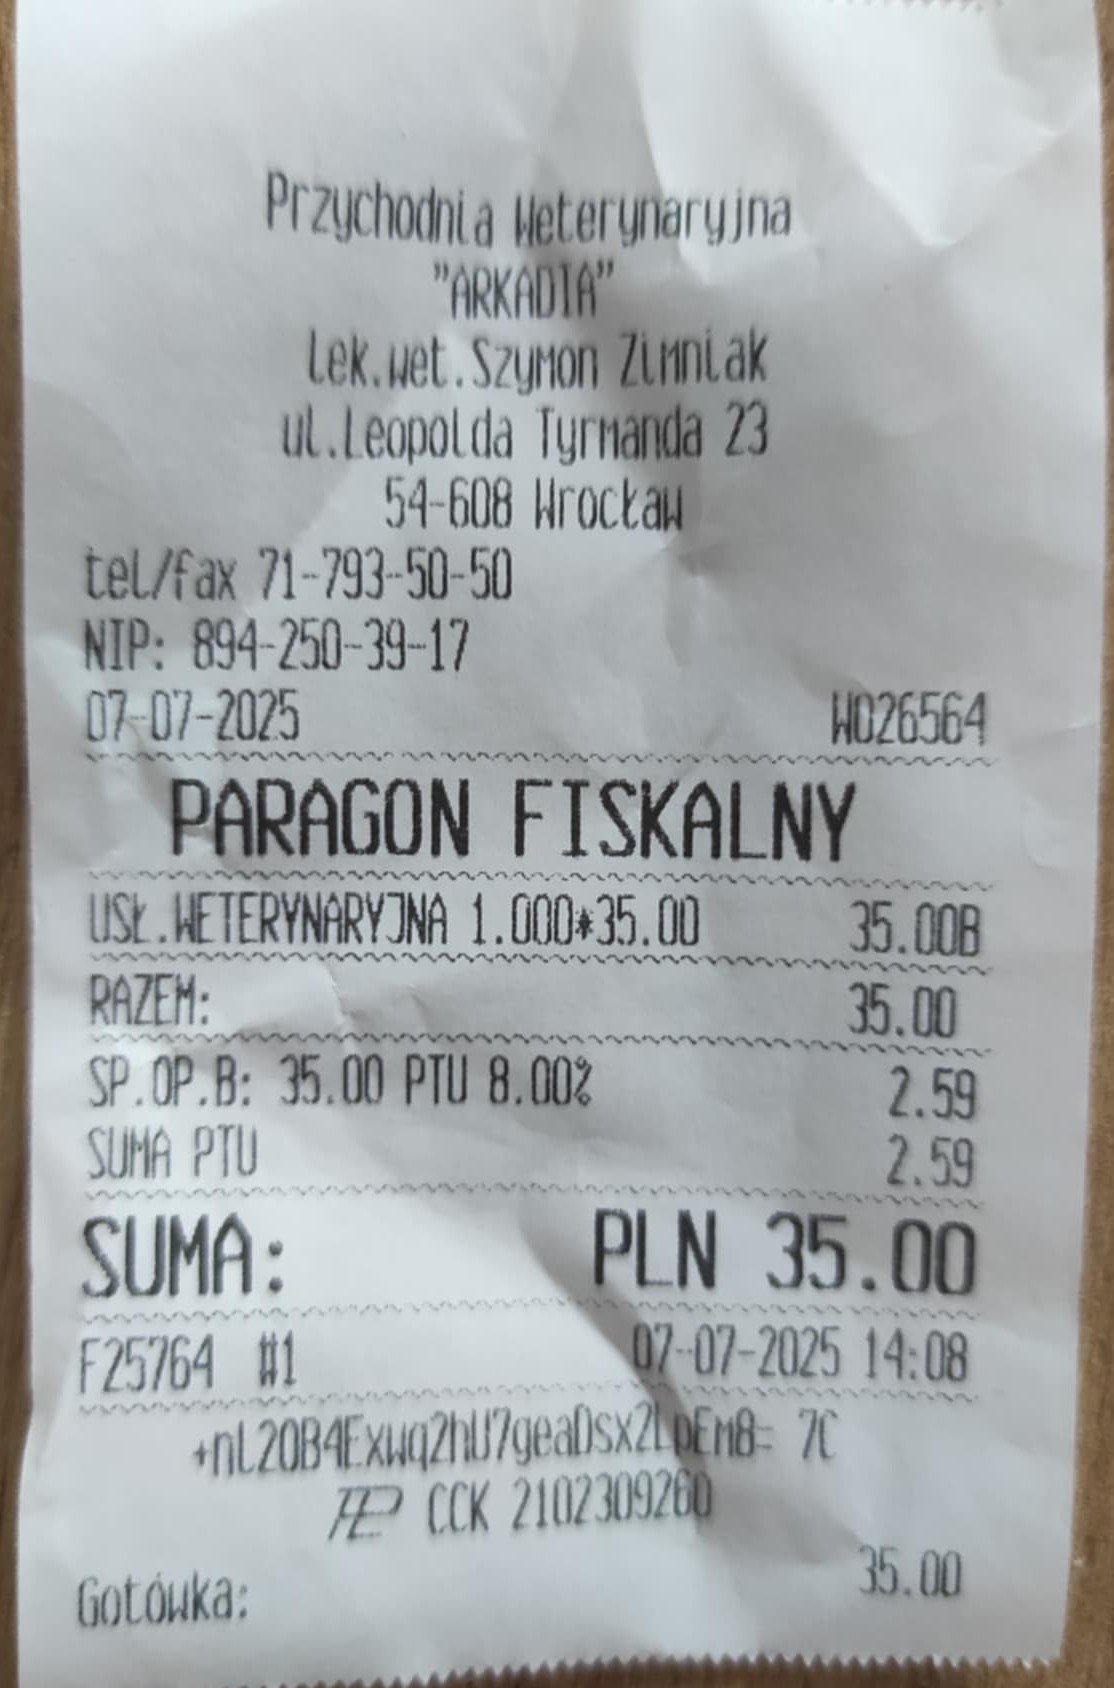 Przychodnia Weterynaryjna
"ARKADIA"
lek.wet.Szymon Zimniak
ul.Leopolda Tyrmanda 23
54-608 Wrocław
tel/fax 71-793-50-50
NIP: 894-250-39-17
07-07-2025 W026564
PARAGON FISKALNY
USŁ.WETERYNARYJNA 1.000*35.00 35.00B
RAZEM: 35.00
SP.OP.B: 35.00 PTU 8.00% 2.59
SUMA PTU 2.59
SUMA: PLN 35.00
F25764 #1 07-07-2025 14:08
7C
CCK 2102309260
Gotówka: 35.00